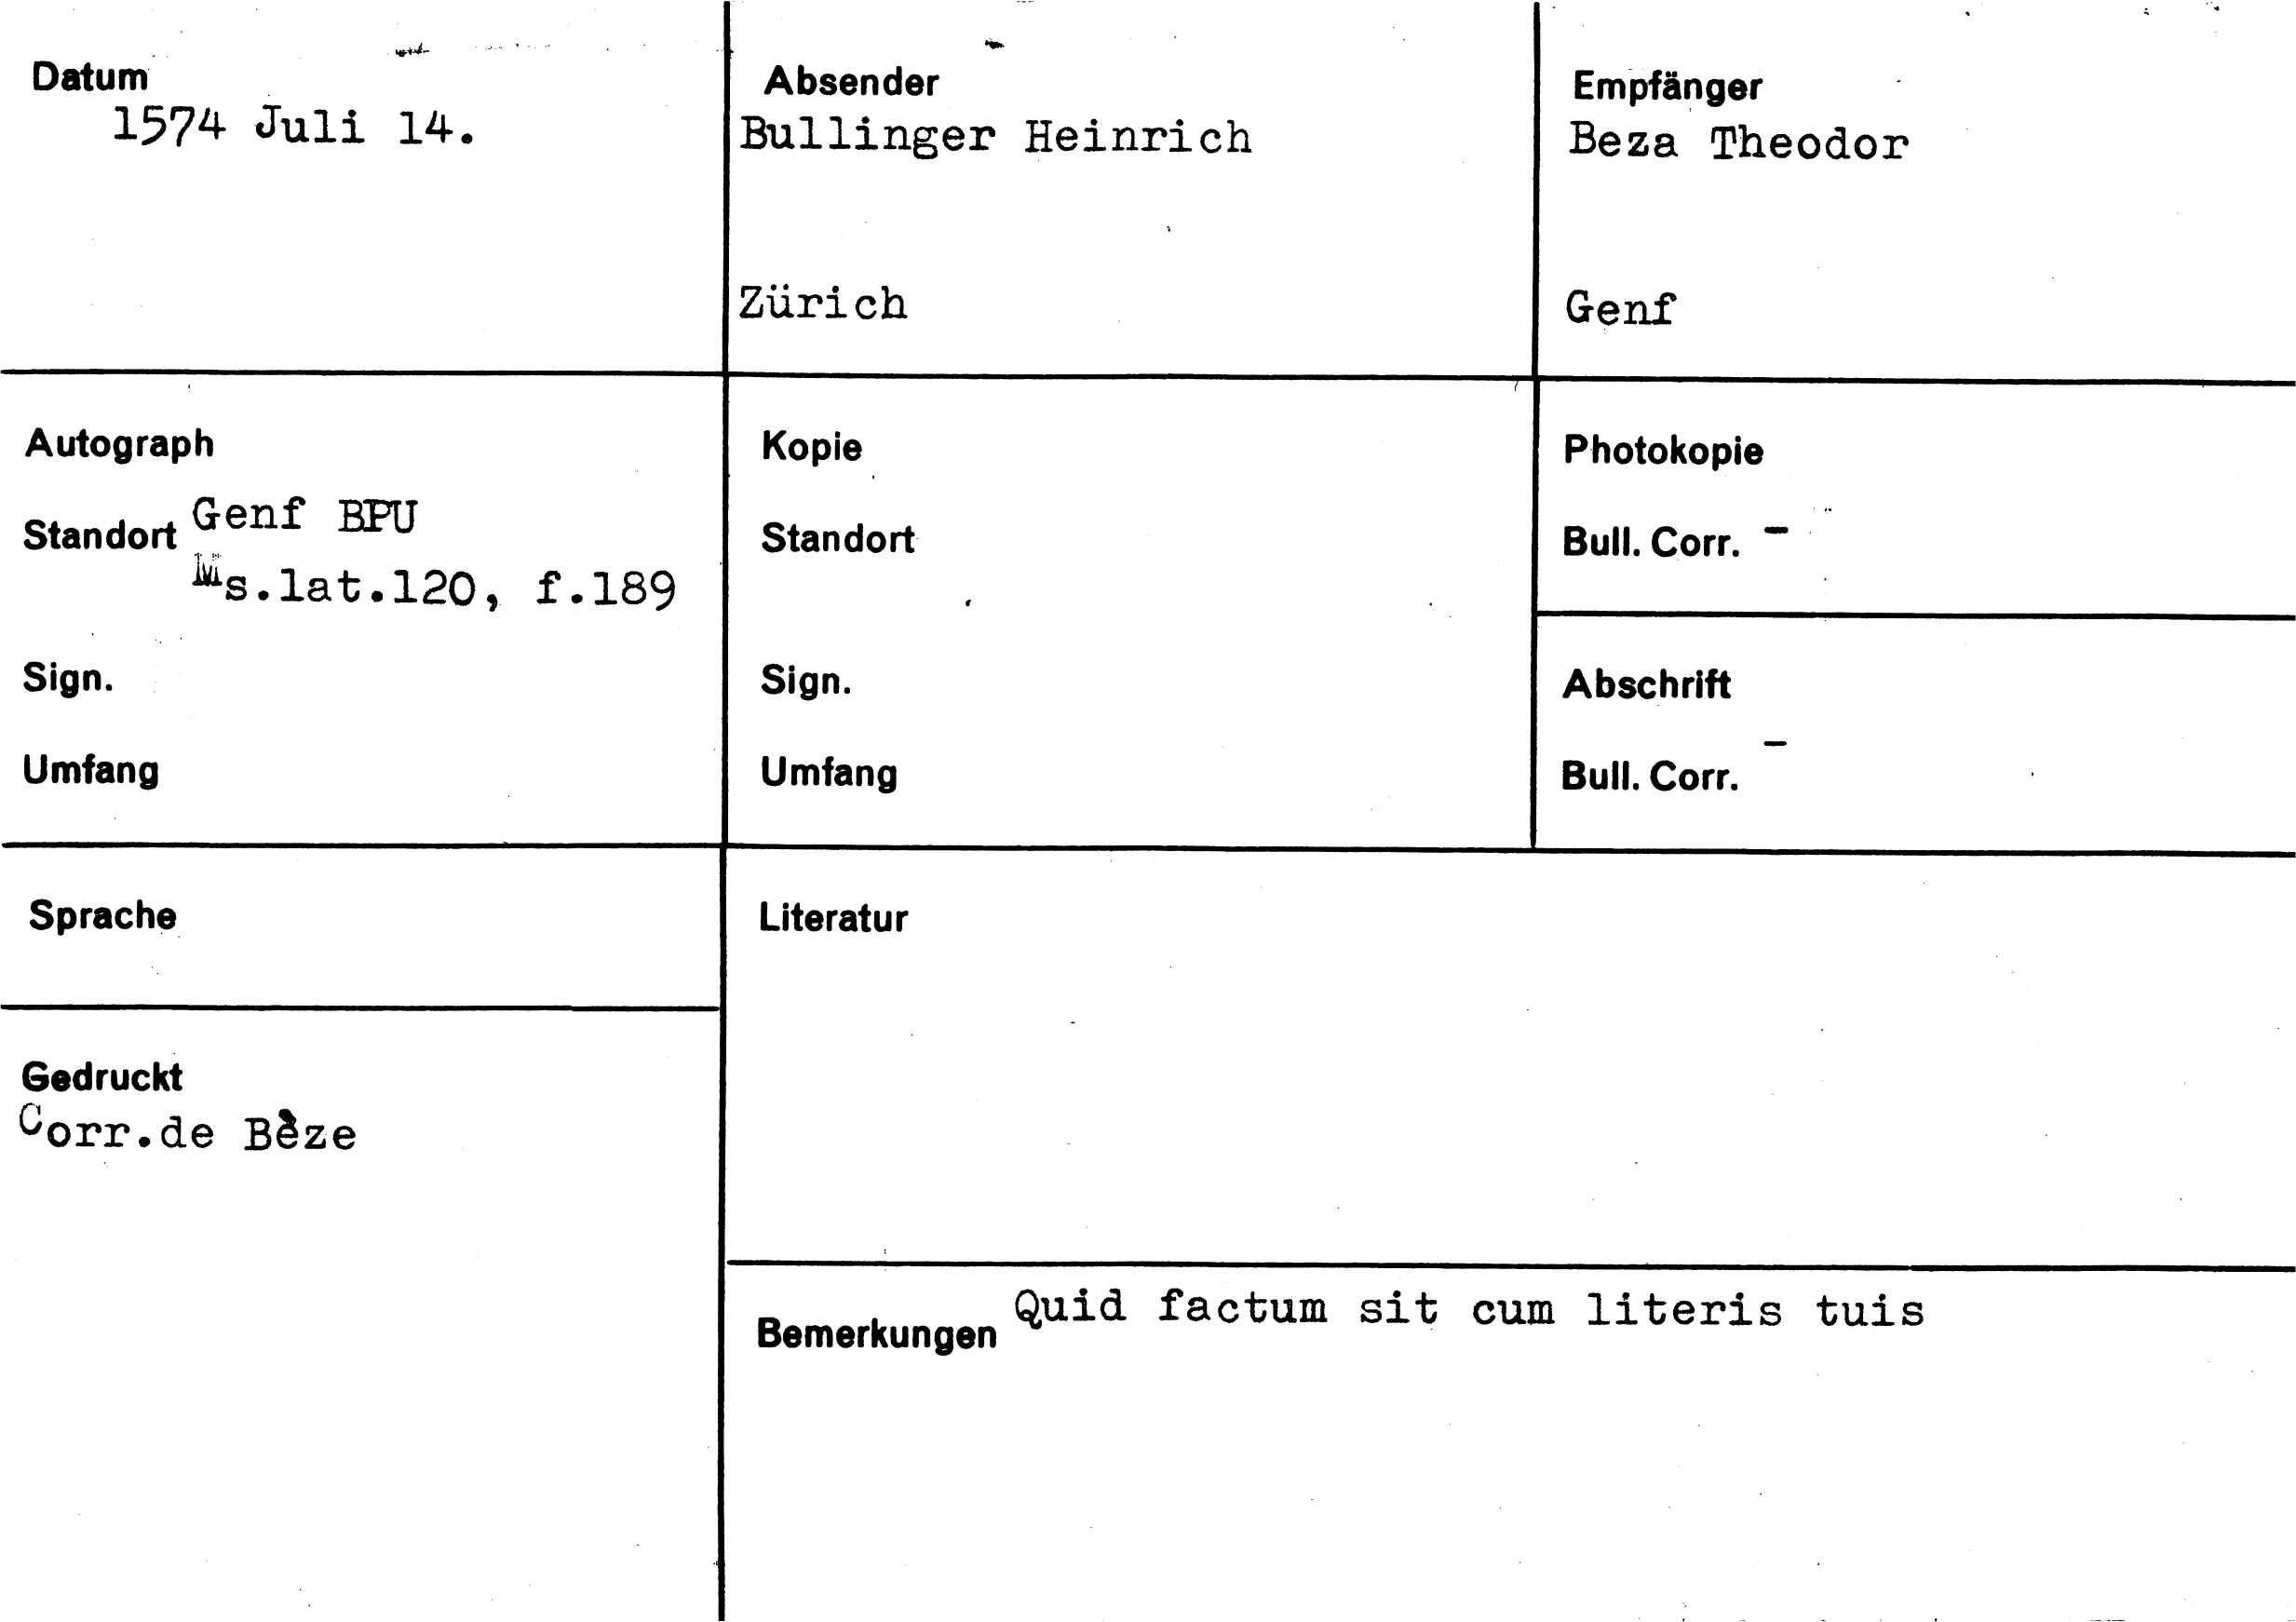 Datum
1574 Juli 14.
Absender
Bullinger Heinrich
Zürich
Empfänger
Beza Theodor
Genf
Autograph
Standort Genf BPU
Ms.lat.120, f.189
Sign.
Umfang
Kopie
Standort
Sign.
Umfang
Photokopie
Bull. Corr. -
Abschrift
Bull. Corr. -
Sprache
Gedruckt
Corr.de Bèze
Literatur
Bemerkungen Quid factum sit cum literis tuis